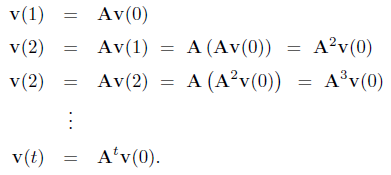 v(1) = Av(0)
v(2) = Av(1) = A (Av(0)) = A²v(0)
v(2) = Av(2) = A (A²v(0)) = A³v(0)
⋮
v(t) = Aᵗv(0).